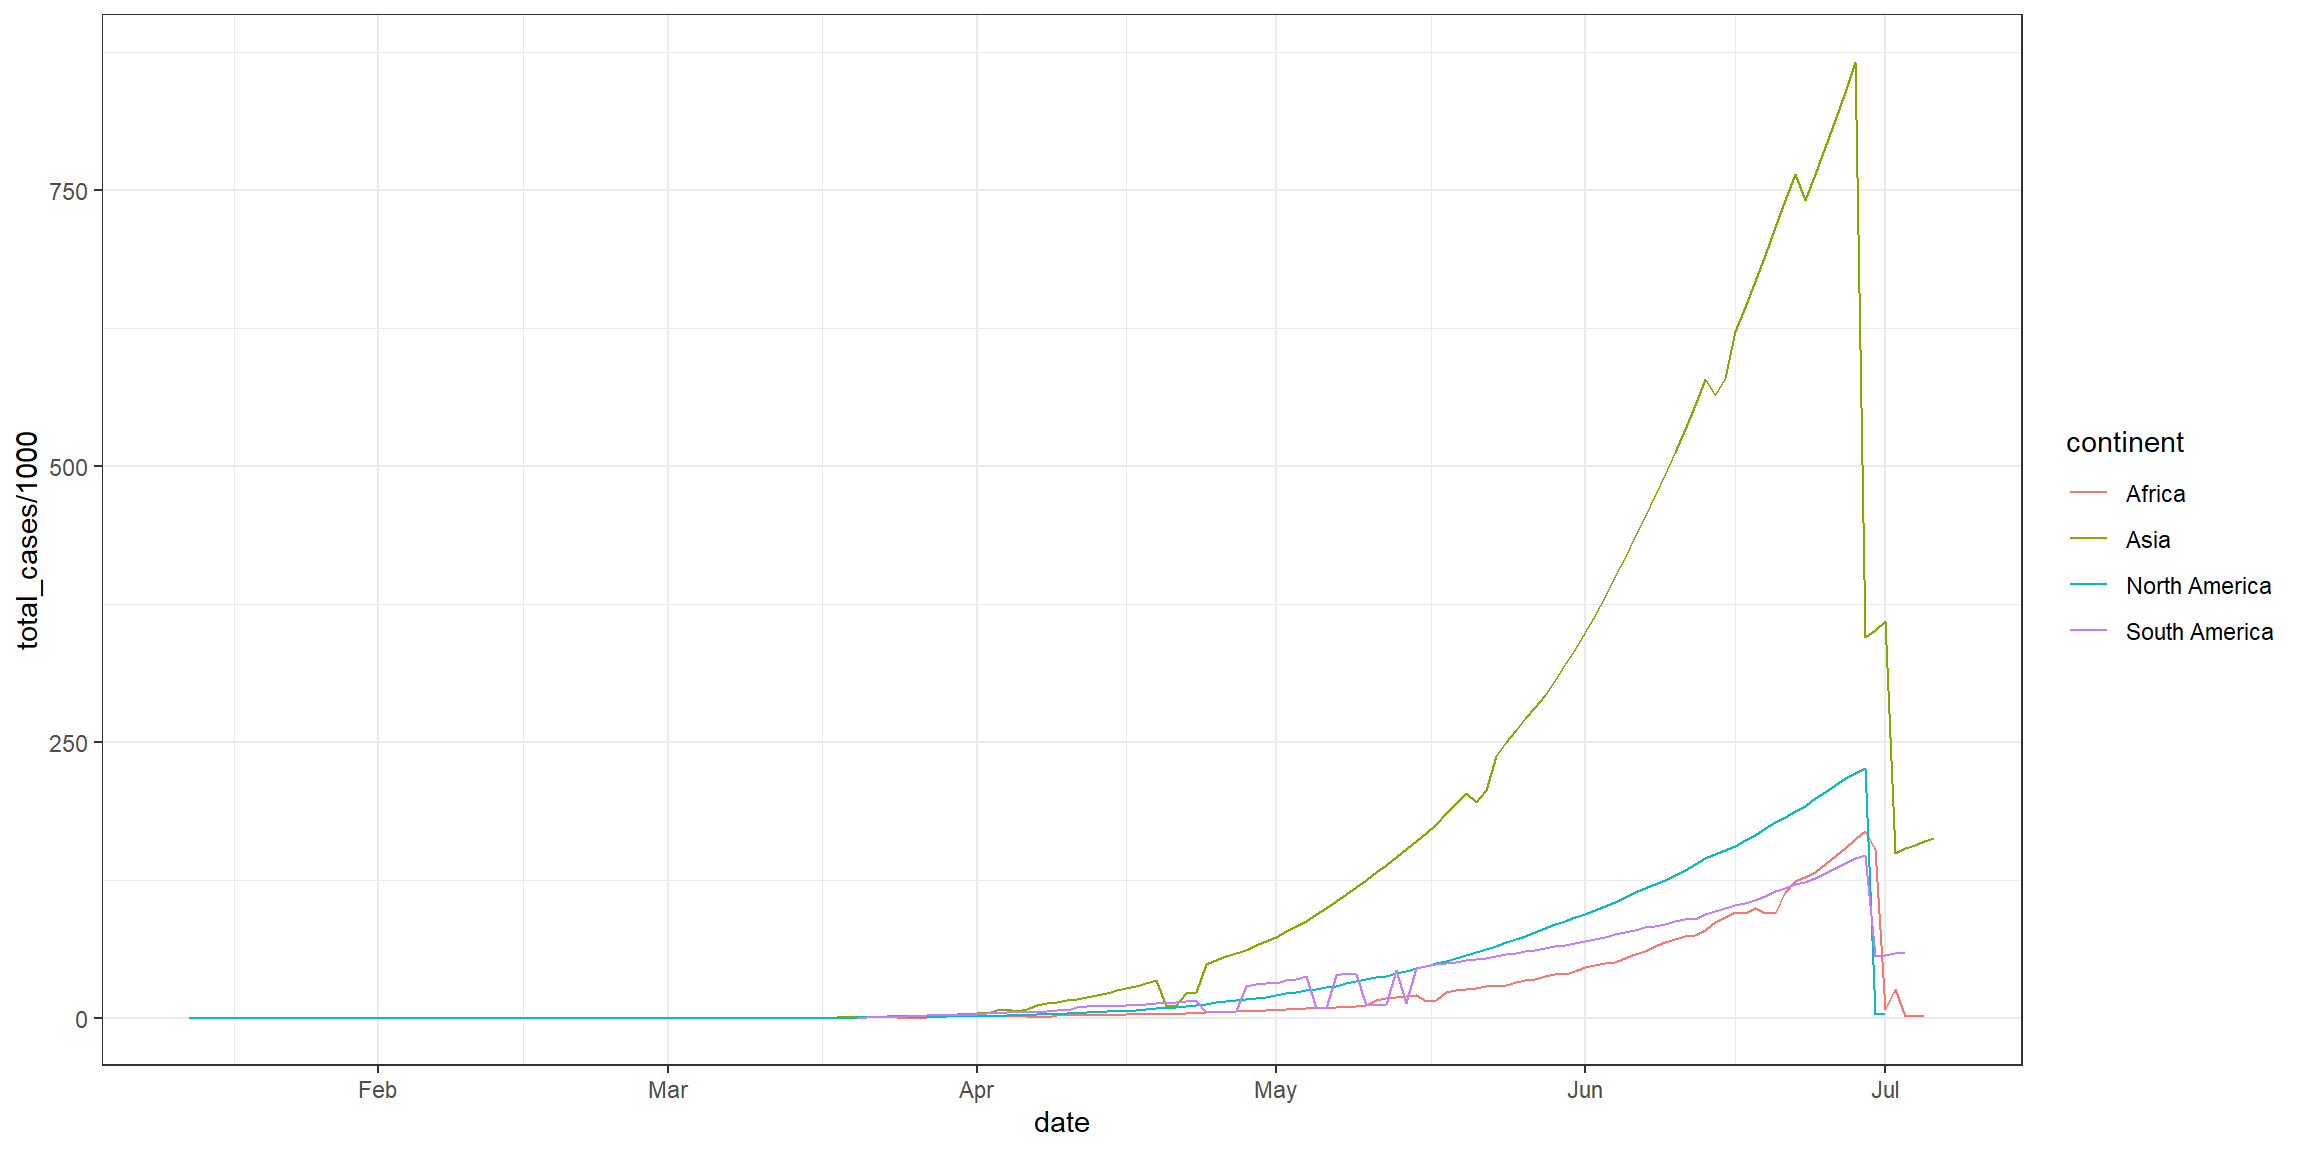 total_cases/1000
750
500
250
0
Feb
Mar
Apr
May
Jun
Jul
date
continent
Africa
Asia
North America
South America